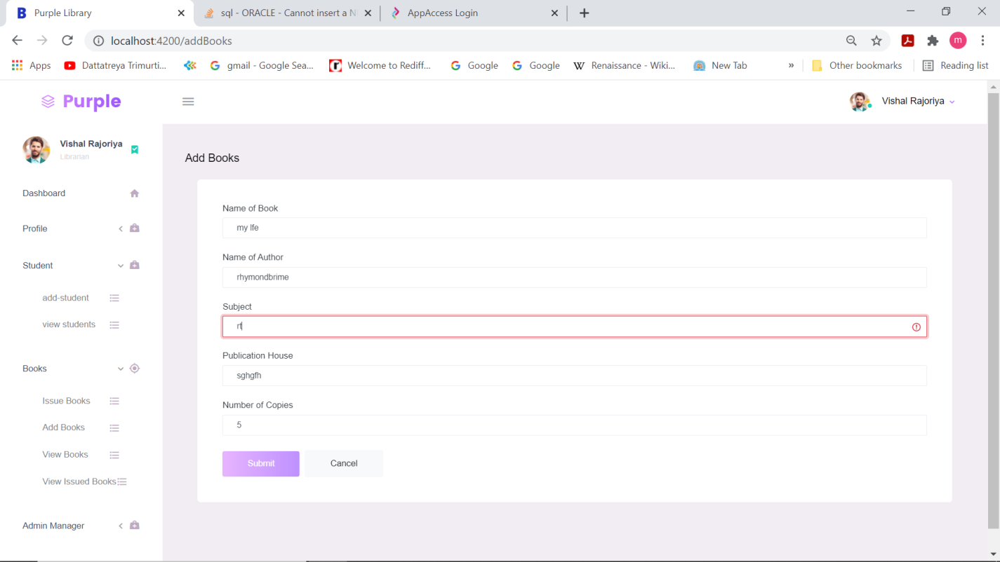 Purple Library
sql - ORACLE - Cannot insert a N
AppAccess Login
localhost:4200/addBooks
m
Apps
Dattatreya Trimurti...
gmail - Google Sea...
Welcome to Rediff...
Google
Google
Renaissance - Wiki...
New Tab
»
Other bookmarks
Reading list
Purple
Vishal Rajoriya
Vishal Rajoriya
Librarian
Dashboard
Profile
Student
add-student
view students
Books
Issue Books
Add Books
View Books
View Issued Books
Admin Manager
Add Books
Name of Book
my lfe
Name of Author
rhymondbrime
Subject
rt
Publication House
sghgfh
Number of Copies
5
Submit
Cancel